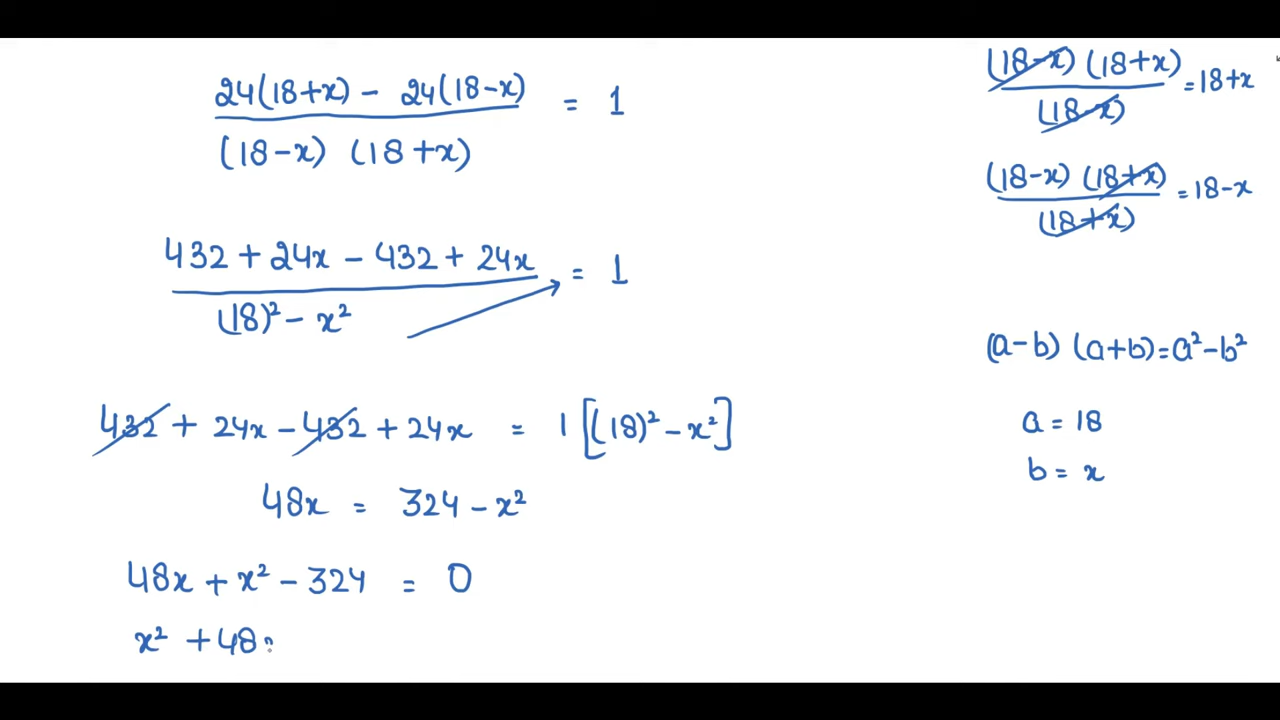 24(18+x) - 24(18-x) = 1
(18-x) (18+x)
432 + 24x - 432 + 24x = 1
(18)² - x²
432 + 24x - 432 + 24x = 1 [(18)² - x²]
48x = 324 - x²
48x + x² - 324 = 0
x² + 48
(18-x) (18+x) = 18+x
(18-x)
(18-x) (18+x) = 18-x
(18+x)
(a-b) (a+b) = a² - b²
a = 18
b = x